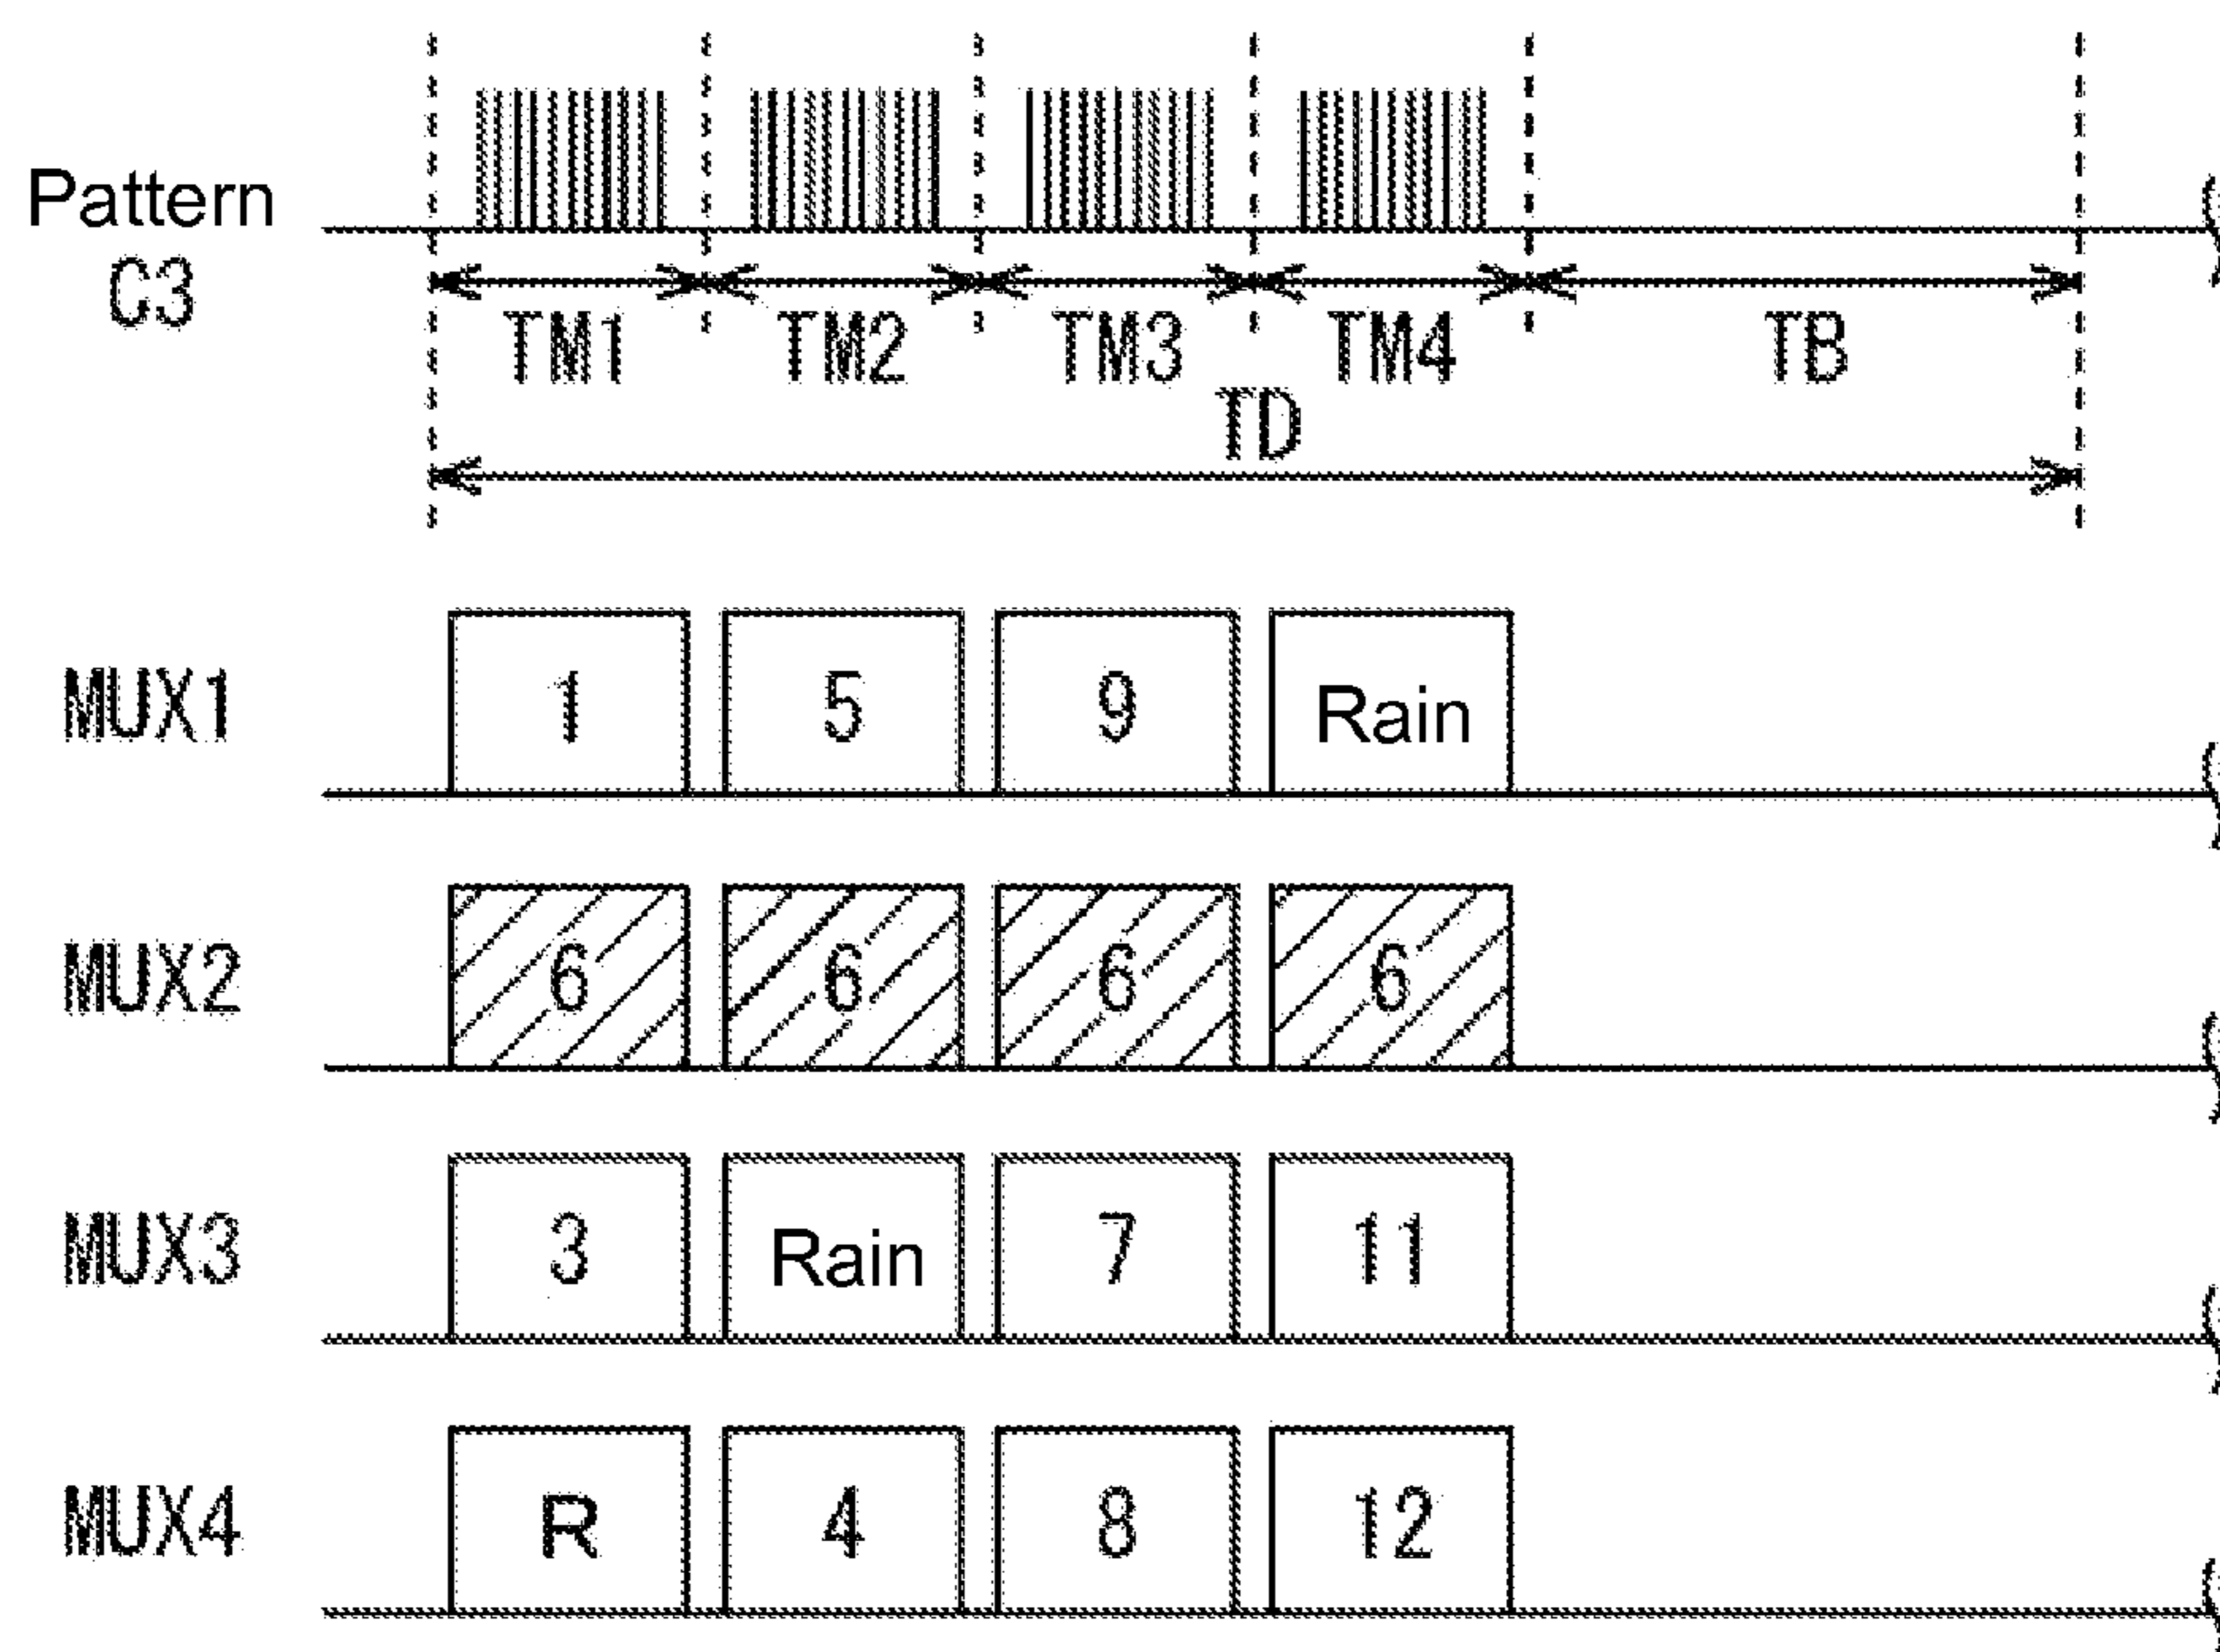 Pattern
C3
TM1 TM2 TM3 TM4 TB
TD
MUX1 1 5 9 Rain
MUX2 6 6 6 6
MUX3 3 Rain 7 11
MUX4 R 4 8 12